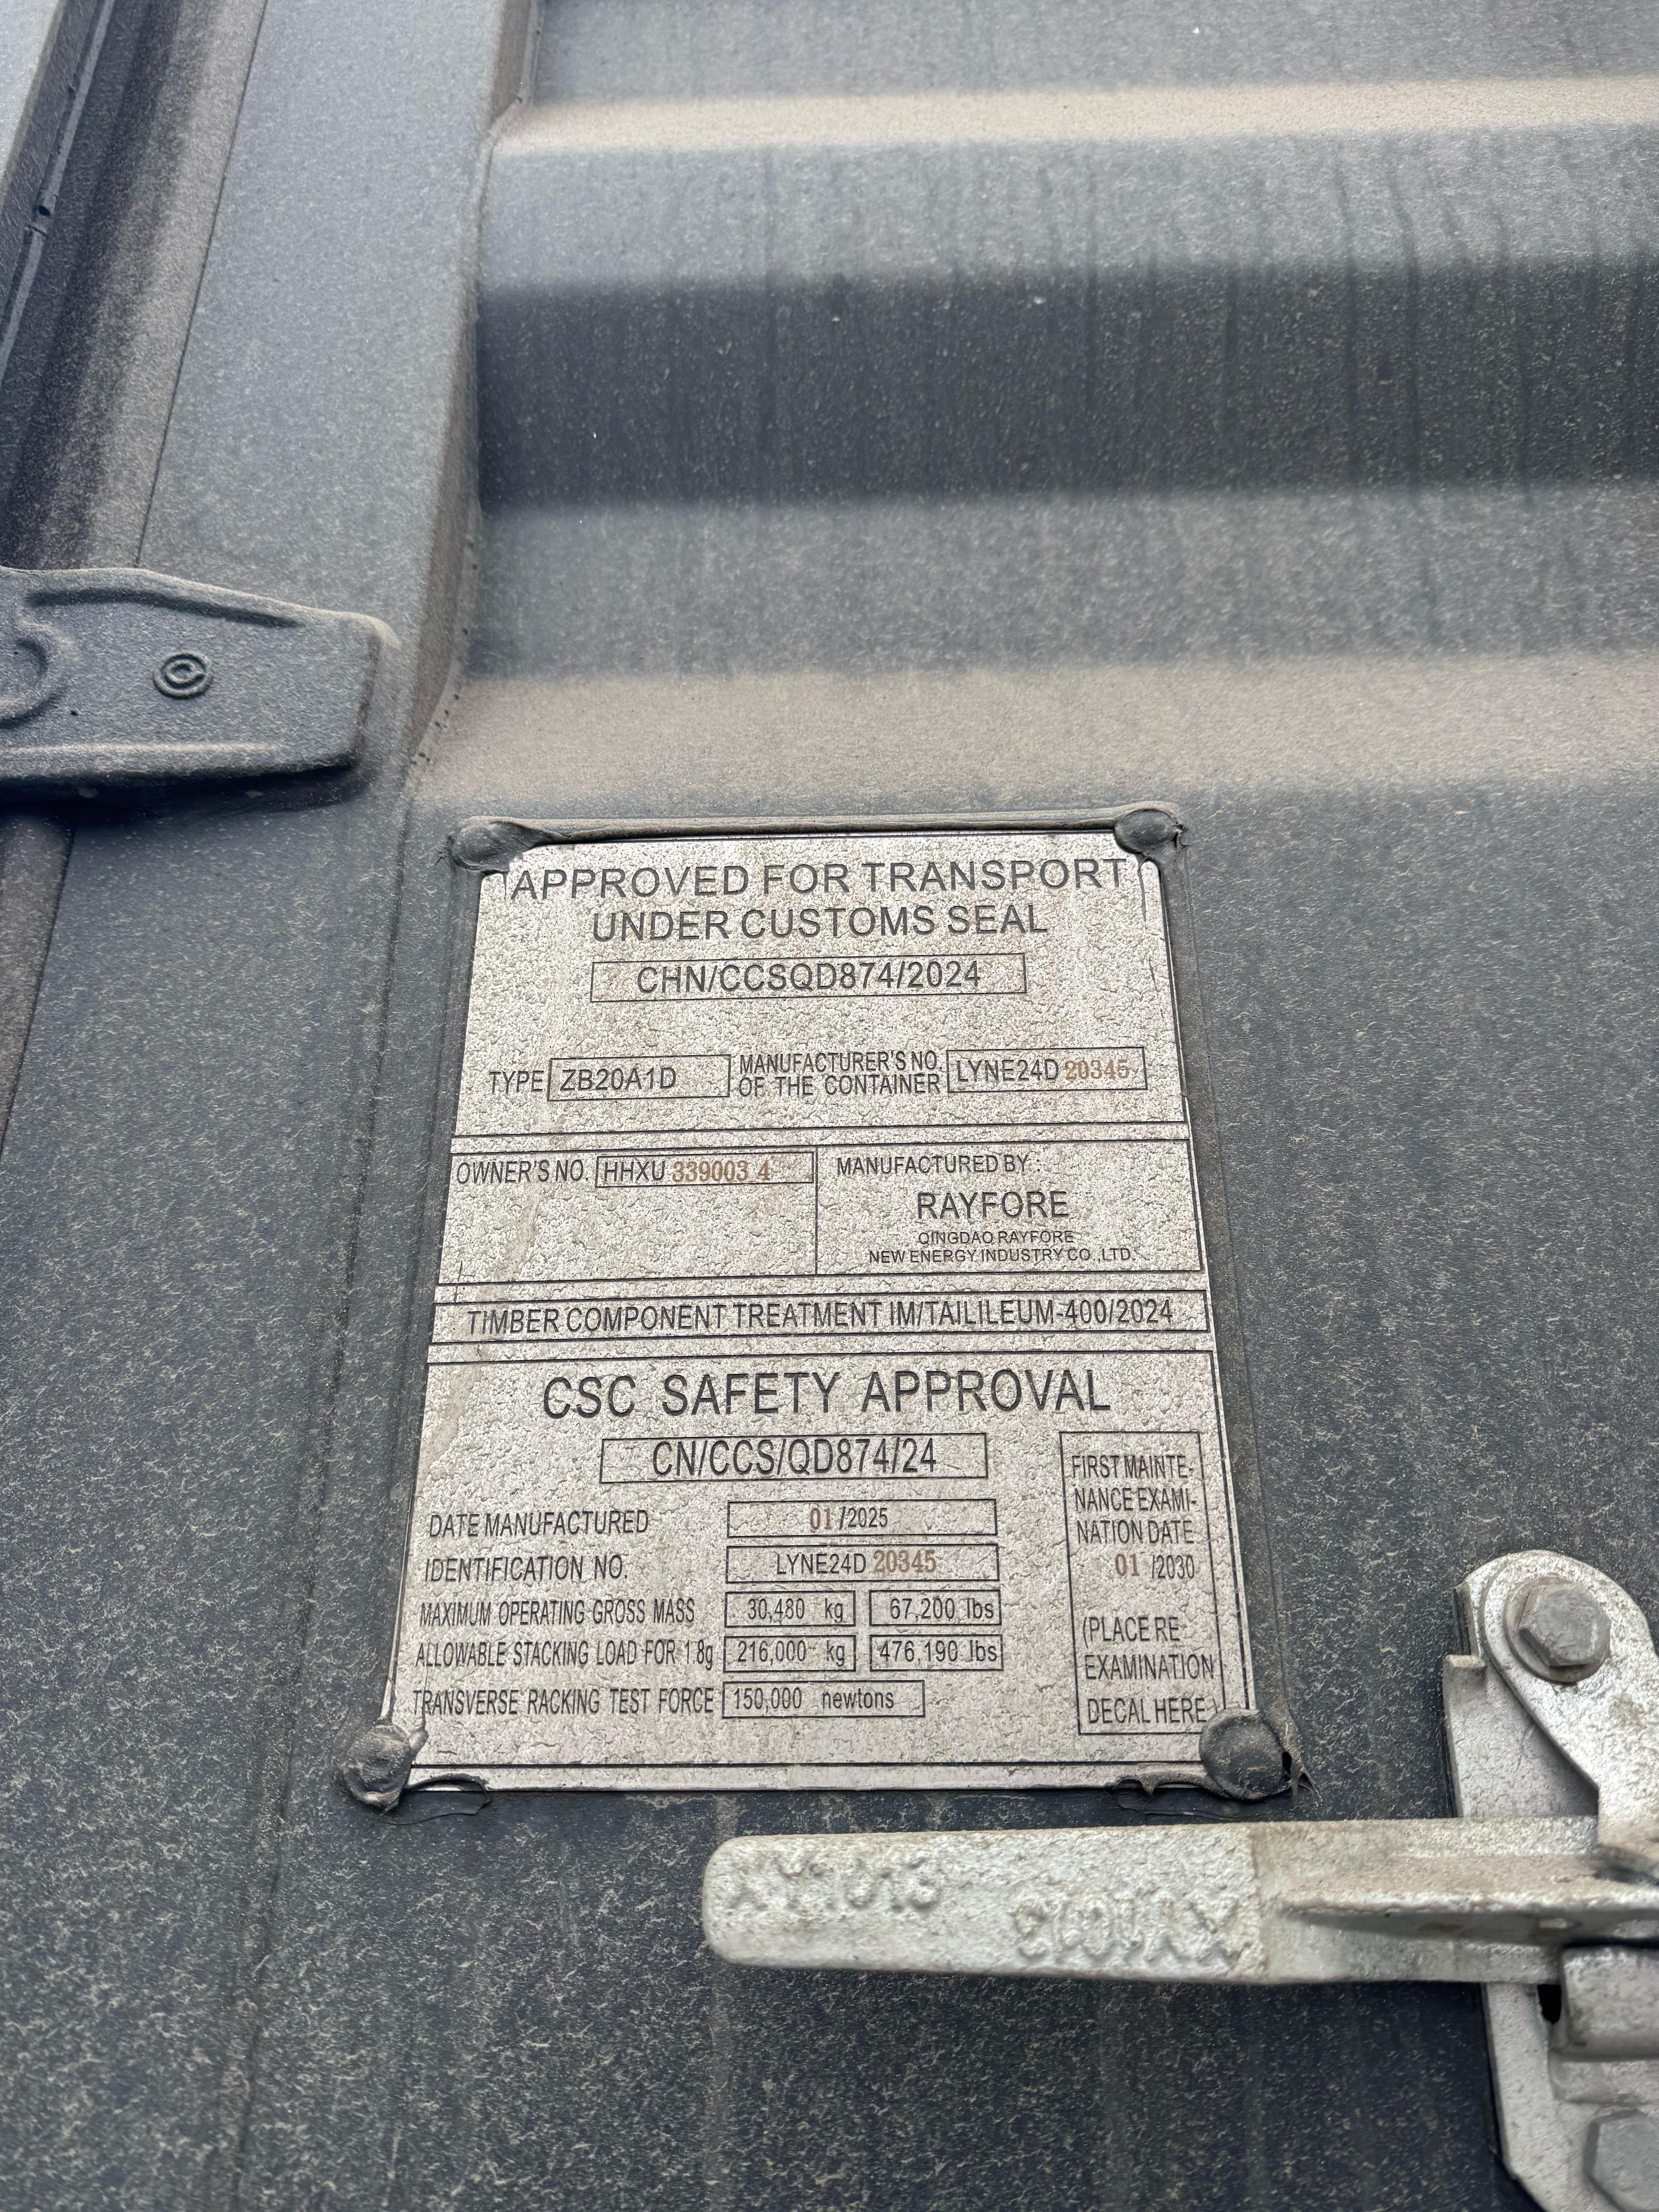 ©
APPROVED FOR TRANSPORT
UNDER CUSTOMS SEAL
CHN/CCSQD874/2024
TYPE ZB20A1D MANUFACTURER'S NO. OF THE CONTAINER LYNE24D 20345
OWNER'S NO. HHXU 339003 4
MANUFACTURED BY :
RAYFORE
QINGDAO RAYFORE
NEW ENERGY INDUSTRY CO .,LTD.
TIMBER COMPONENT TREATMENT IM/TAILILEUM-400/2024
CSC SAFETY APPROVAL
CN/CCS/QD874/24
DATE MANUFACTURED 01/2025
IDENTIFICATION NO. LYNE24D 20345
MAXIMUM OPERATING GROSS MASS 30,480 kg 67,200 lbs
ALLOWABLE STACKING LOAD FOR 1.8g 216,000 kg 476,190 lbs
TRANSVERSE RACKING TEST FORCE 150,000 newtons
FIRST MAINTE-
NANCE EXAMI-
NATION DATE
01 /2030
(PLACE RE-
EXAMINATION
DECAL HERE )